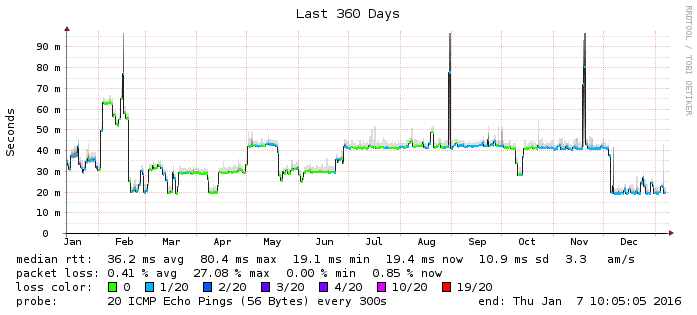 Last 360 Days
RRDTOOL / TOBI OETIKER
Seconds
90 m
80 m
70 m
60 m
50 m
40 m
30 m
20 m
10 m
0
Jan Feb Mar Apr May Jun Jul Aug Sep Oct Nov Dec
median rtt: 36.2 ms avg 80.4 ms max 19.1 ms min 19.4 ms now 10.9 ms sd 3.3 am/s
packet loss: 0.41 % avg 27.08 % max 0.00 % min 0.85 % now
loss color: 0 1/20 2/20 3/20 4/20 10/20 19/20
probe: 20 ICMP Echo Pings (56 Bytes) every 300s end: Thu Jan 7 10:05:05 2016